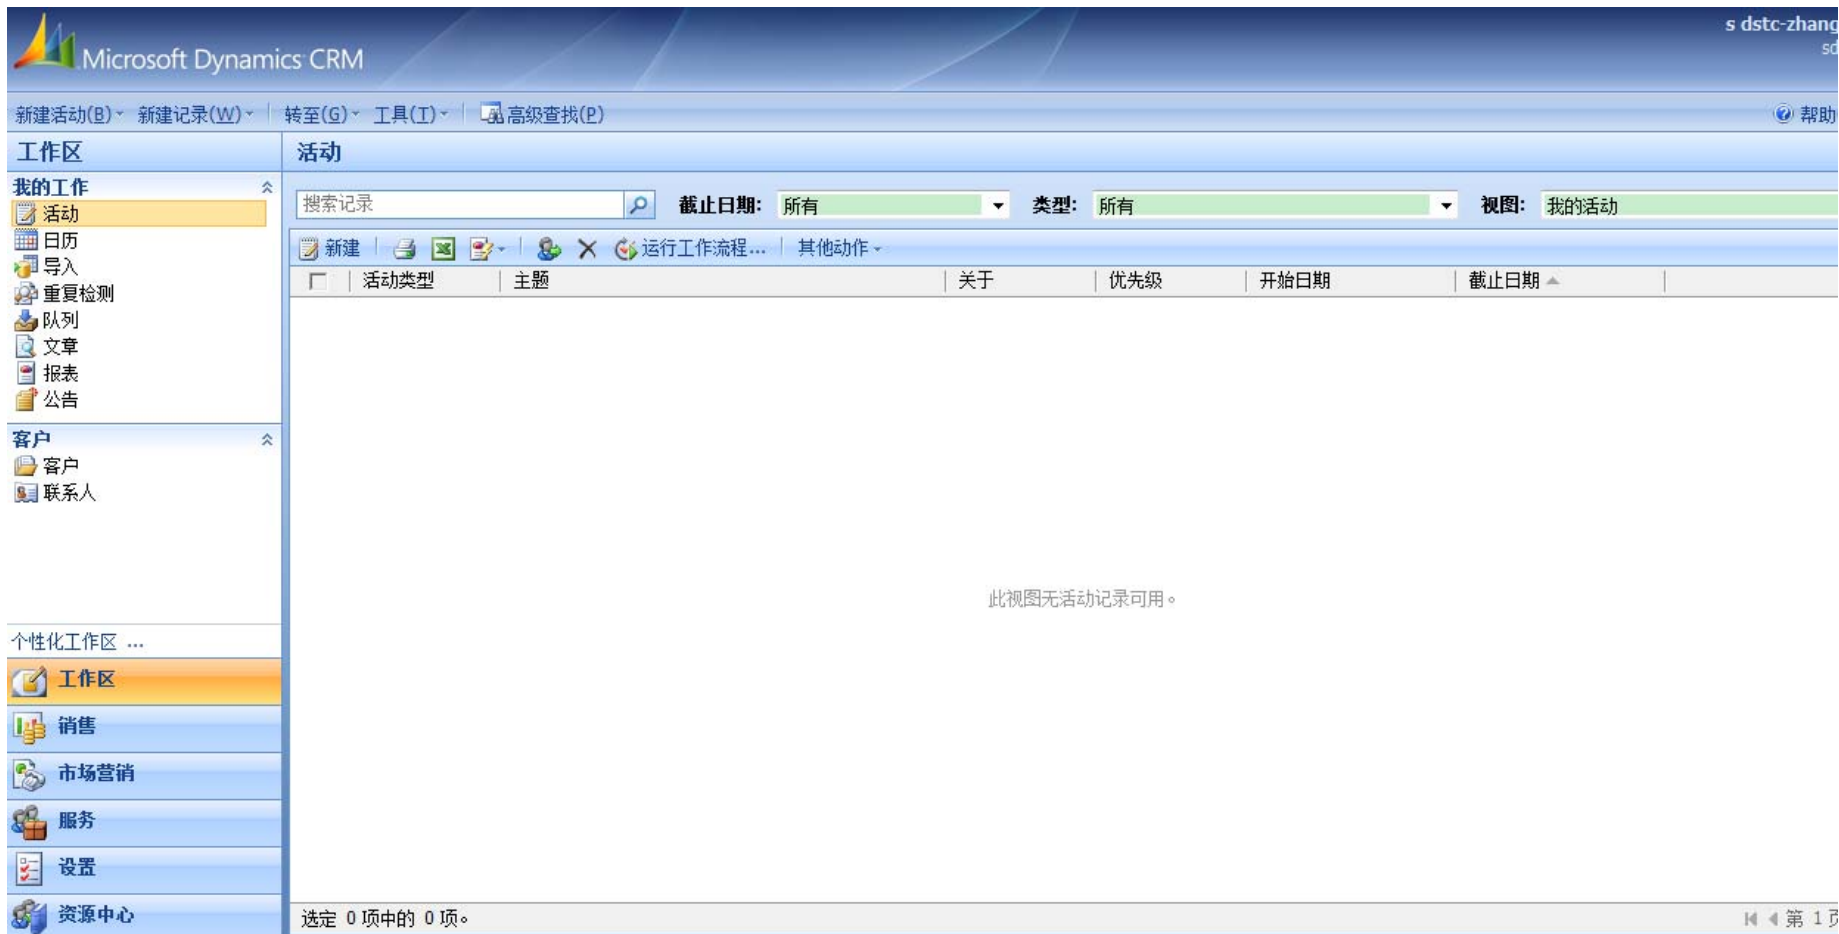 s dstc-zhang
Microsoft Dynamics CRM
新建活动(B) 新建记录(W) 转至(G) 工具(T) 高级查找(P) 帮助
工作区
活动
我的工作
活动
日历
导入
重复检测
队列
文章
报表
公告
客户
客户
联系人
个性化工作区 ...
工作区
销售
市场营销
服务
设置
资源中心
搜索记录 截止日期: 所有 类型: 所有 视图: 我的活动
新建 运行工作流程... 其他动作
活动类型 主题 关于 优先级 开始日期 截止日期
此视图无活动记录可用。
选定 0 项中的 0 项。 第 1